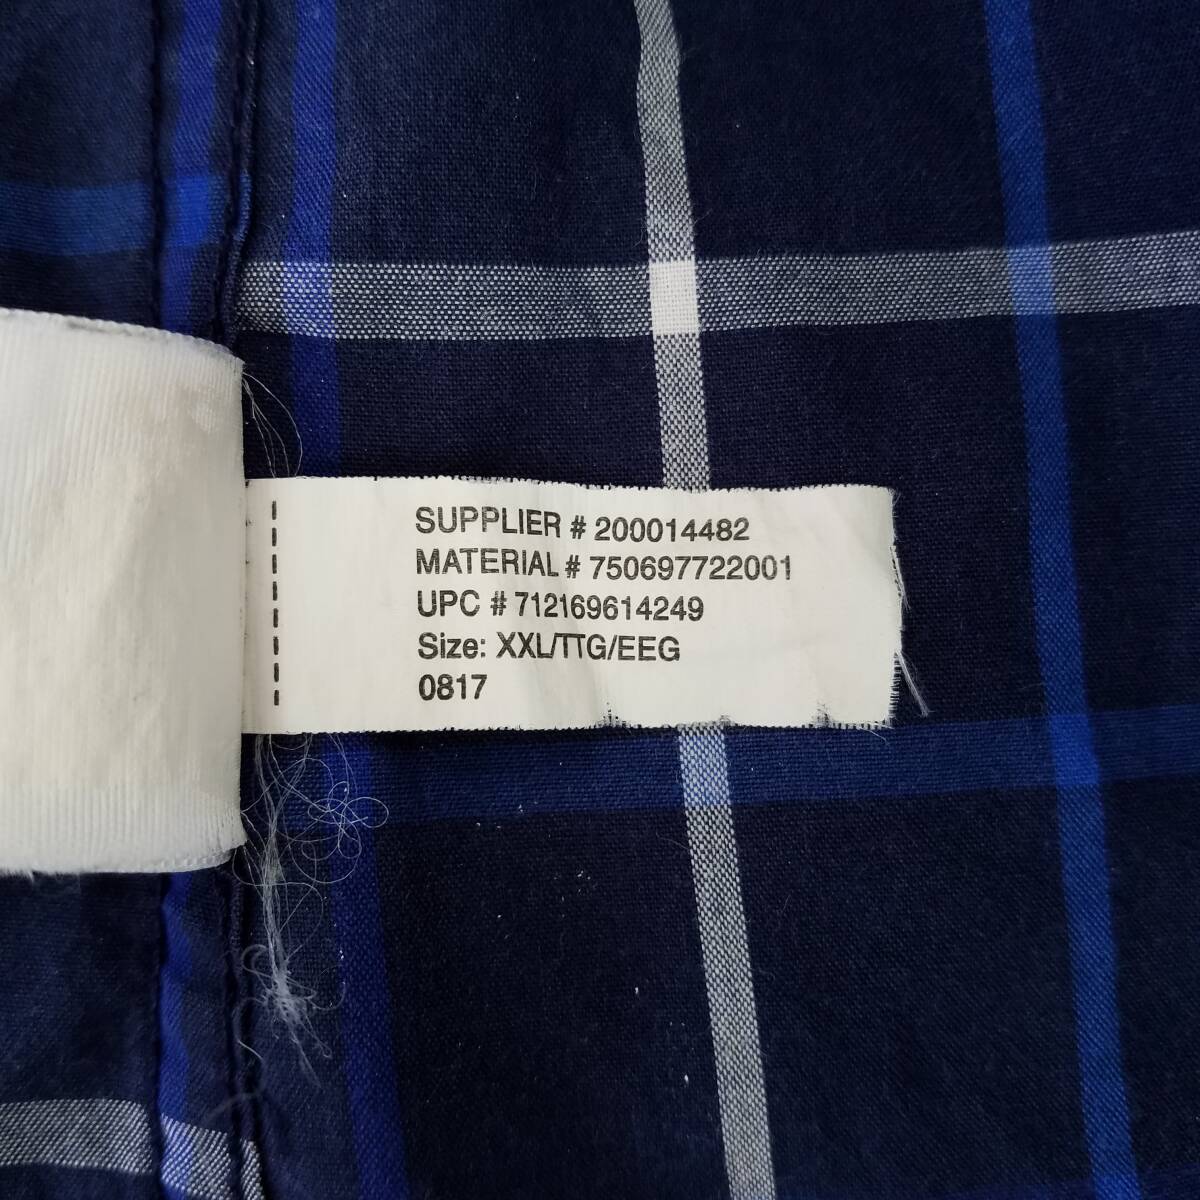 SUPPLIER # 200014482
MATERIAL # 750697722001
UPC # 712169614249
Size: XXL/TTG/EEG
0817